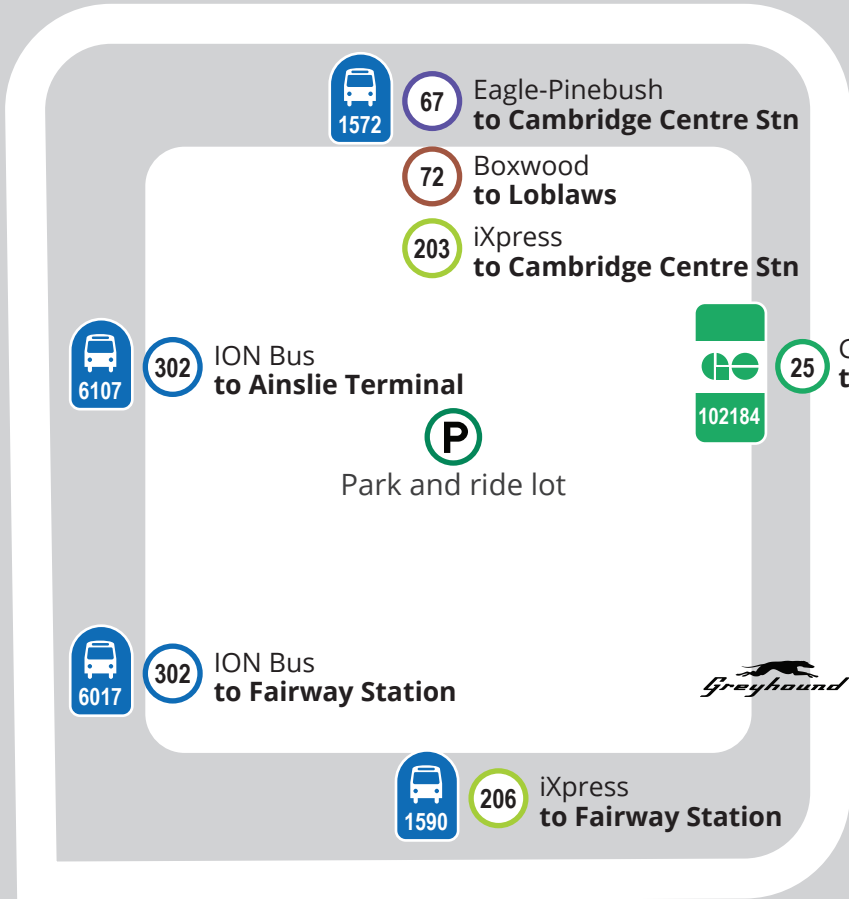 1572
67
Eagle-Pinebush
to Cambridge Centre Stn
72
Boxwood
to Loblaws
203
iXpress
to Cambridge Centre Stn
6107
302
ION Bus
to Ainslie Terminal
GO
102184
25
P
Park and ride lot
6017
302
ION Bus
to Fairway Station
Greyhound
1590
206
iXpress
to Fairway Station